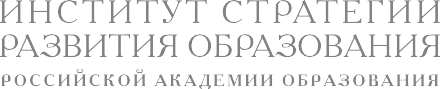 ИНСТИТУТ СТРАТЕГИИ
РАЗВИТИЯ ОБРАЗОВАНИЯ
РОССИЙСКОЙ АКАДЕМИИ ОБРАЗОВАНИЯ